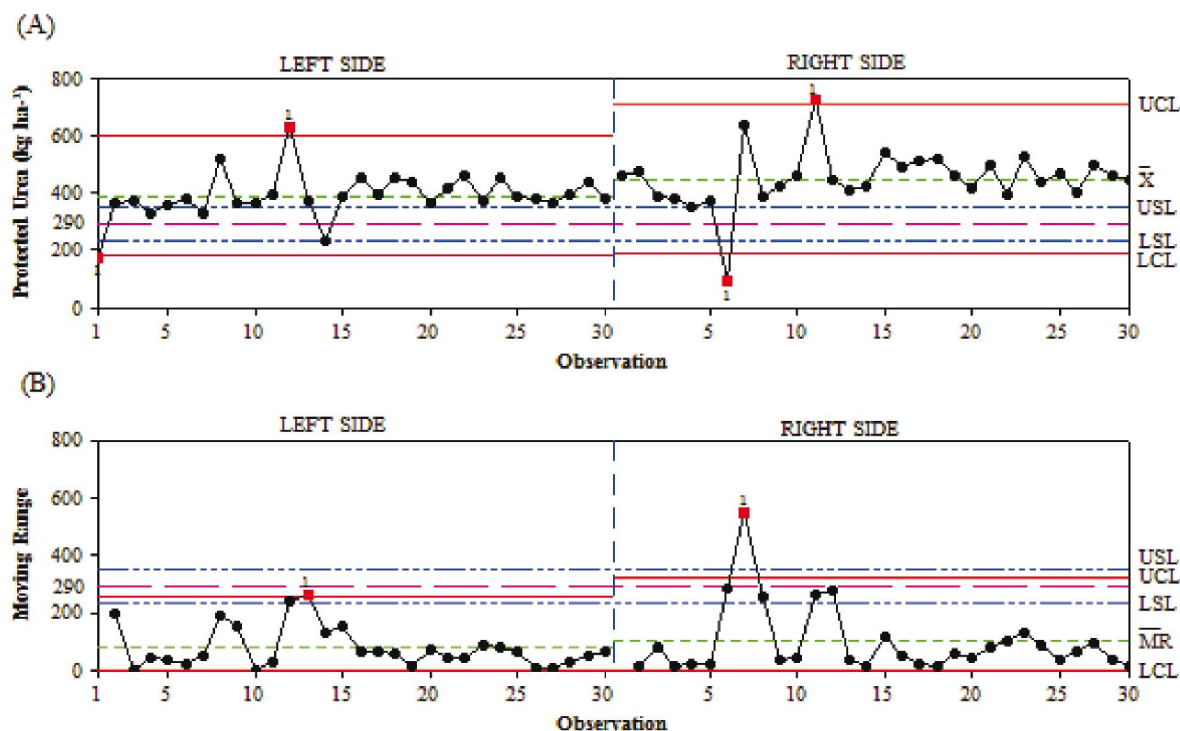 (A)
LEFT SIDE
RIGHT SIDE
Protected Urea (kg ha⁻¹)
800
600
400
290
200
0
1
1
1
1
UCL
X̅
USL
LSL
LCL
1 5 10 15 20 25 30 5 10 15 20 25 30
Observation
(B)
LEFT SIDE
RIGHT SIDE
Moving Range
800
600
400
290
200
0
1
1
USL
UCL
LSL
M̅R̅
LCL
1 5 10 15 20 25 30 5 10 15 20 25 30
Observation